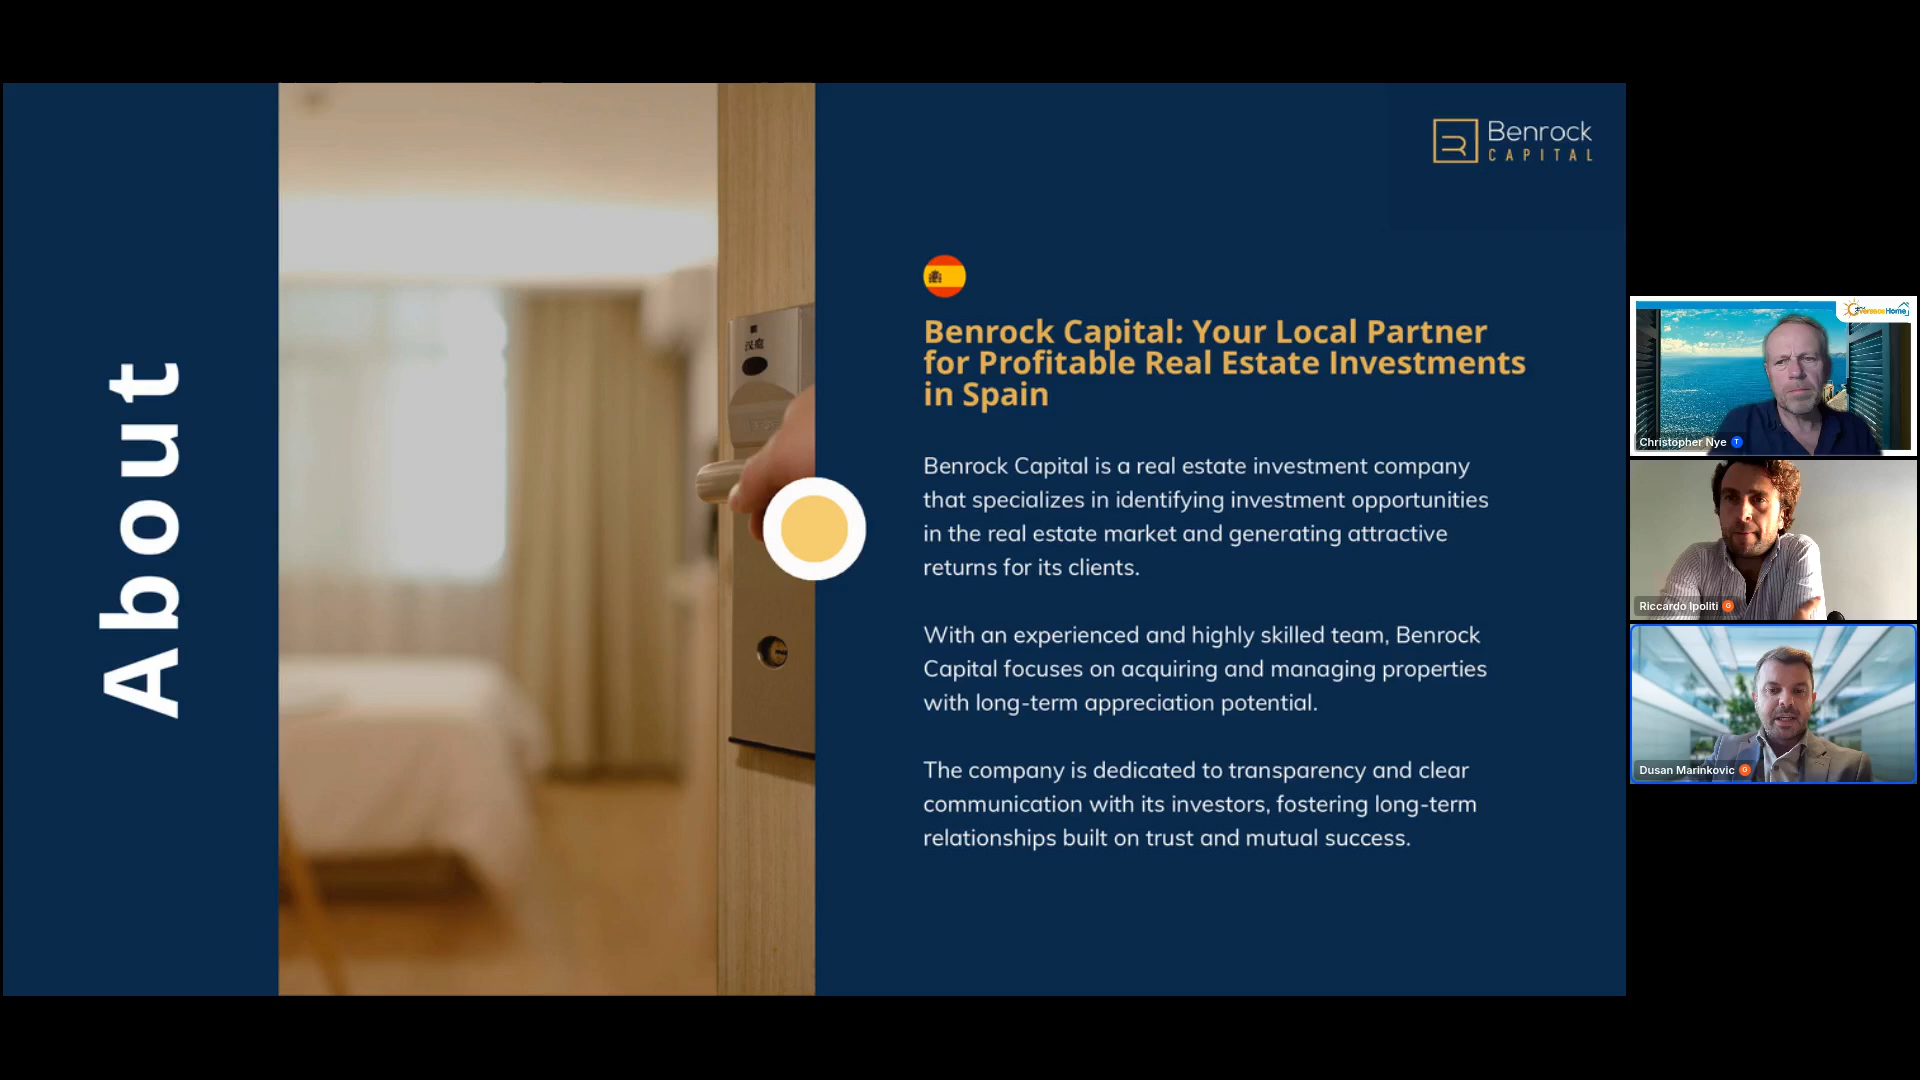 About
Benrock
CAPITAL
Benrock Capital: Your Local Partner
for Profitable Real Estate Investments
in Spain
Benrock Capital is a real estate investment company
that specializes in identifying investment opportunities
in the real estate market and generating attractive
returns for its clients.
With an experienced and highly skilled team, Benrock
Capital focuses on acquiring and managing properties
with long-term appreciation potential.
The company is dedicated to transparency and clear
communication with its investors, fostering long-term
relationships built on trust and mutual success.
Christopher Nye T
Riccardo Ipoliti G
Dusan Marinkovic G